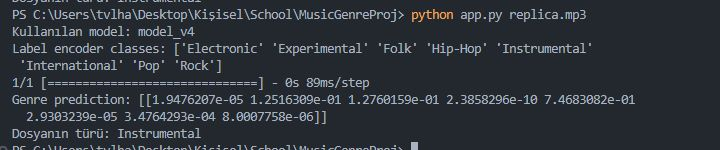 Dosyanın türü: Instrumental
PS C:\Users\tvlha\Desktop\Kişisel\School\MusicGenreProj> python app.py replica.mp3
Kullanılan model: model_v4
Label encoder classes: ['Electronic' 'Experimental' 'Folk' 'Hip-Hop' 'Instrumental'
 'International' 'Pop' 'Rock']
1/1 [==============================] - 0s 89ms/step
Genre prediction: [[1.9476207e-05 1.2516309e-01 1.2760159e-01 2.3858296e-10 7.4683082e-01
  2.9303239e-05 3.4764293e-04 8.0007758e-06]]
Dosyanın türü: Instrumental
PS C:\Users\tvlha\Desktop\Kişisel\School\MusicGenreProj>